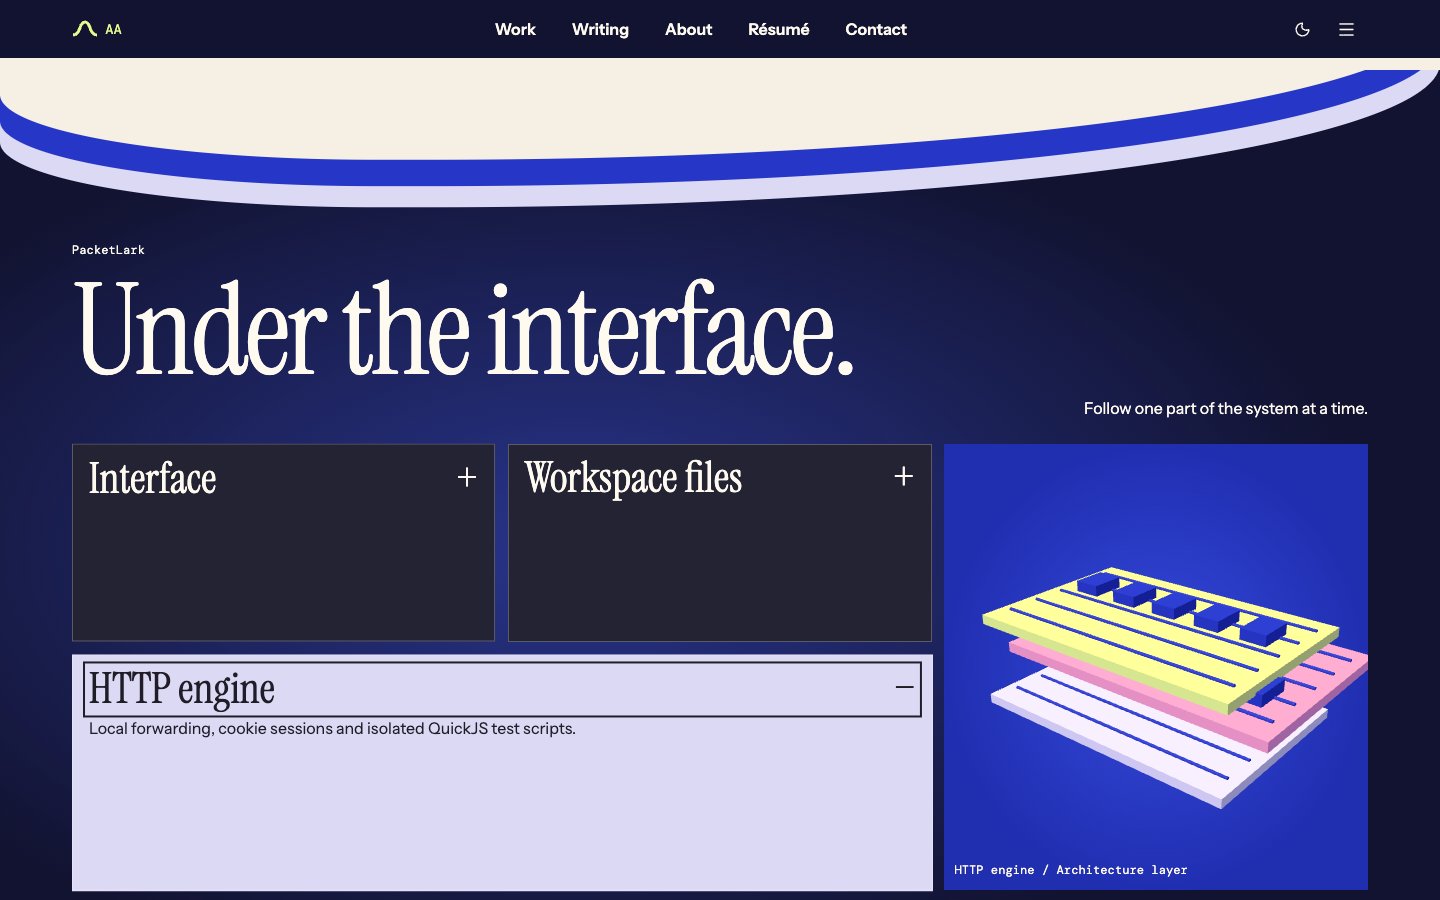 AA
Work
Writing
About
Résumé
Contact
PacketLark
Under the interface.
Follow one part of the system at a time.
Interface
Workspace files
HTTP engine
Local forwarding, cookie sessions and isolated QuickJS test scripts.
HTTP engine / Architecture layer